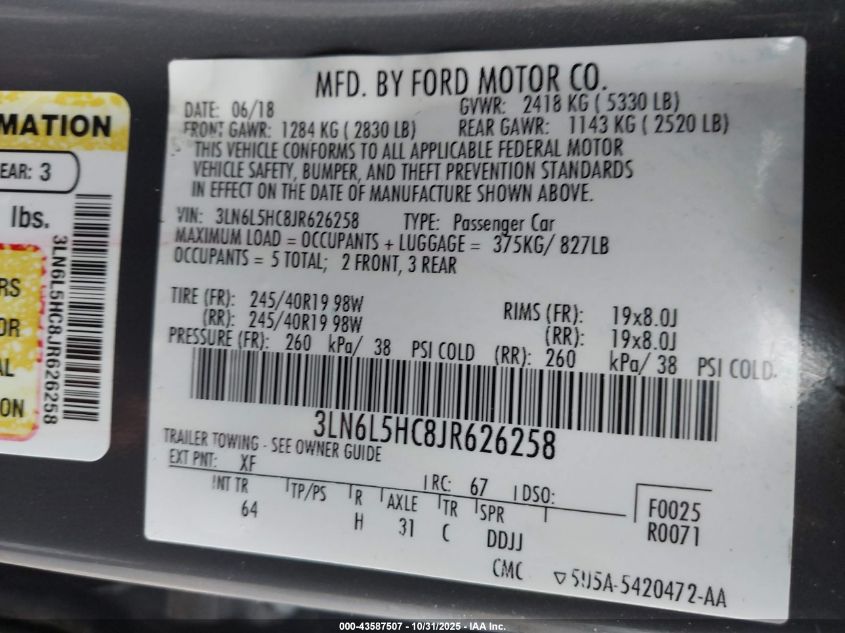 MFD. BY FORD MOTOR CO.
DATE: 06/18 GVWR: 2418 KG ( 5330 LB)
FRONT GAWR: 1284 KG ( 2830 LB) REAR GAWR: 1143 KG ( 2520 LB)
THIS VEHICLE CONFORMS TO ALL APPLICABLE FEDERAL MOTOR
VEHICLE SAFETY, BUMPER, AND THEFT PREVENTION STANDARDS
IN EFFECT ON THE DATE OF MANUFACTURE SHOWN ABOVE.
VIN: 3LN6L5HC8JR626258 TYPE: Passenger Car
MAXIMUM LOAD = OCCUPANTS + LUGGAGE = 375KG/ 827LB
OCCUPANTS = 5 TOTAL; 2 FRONT, 3 REAR
TIRE (FR): 245/40R19 98W RIMS (FR): 19x8.0J
(RR): 245/40R19 98W (RR): 19x8.0J
PRESSURE (FR): 260 kPa/ 38 PSI COLD (RR): 260 kPa/ 38 PSI COLD.
3LN6L5HC8JR626258
TRAILER TOWING - SEE OWNER GUIDE
EXT PNT: XF RC: 67 DSO:
INT TR TP/PS R AXLE TR SPR
64 H 31 C DDJJ
F0025
R0071
CMC 5U5A-5420472-AA
MATION
EAR: 3
lbs.
RS
OR
AL
ON
3LN6L5HC8JR626258
000-43587507 - 10/31/2025 - IAA Inc.